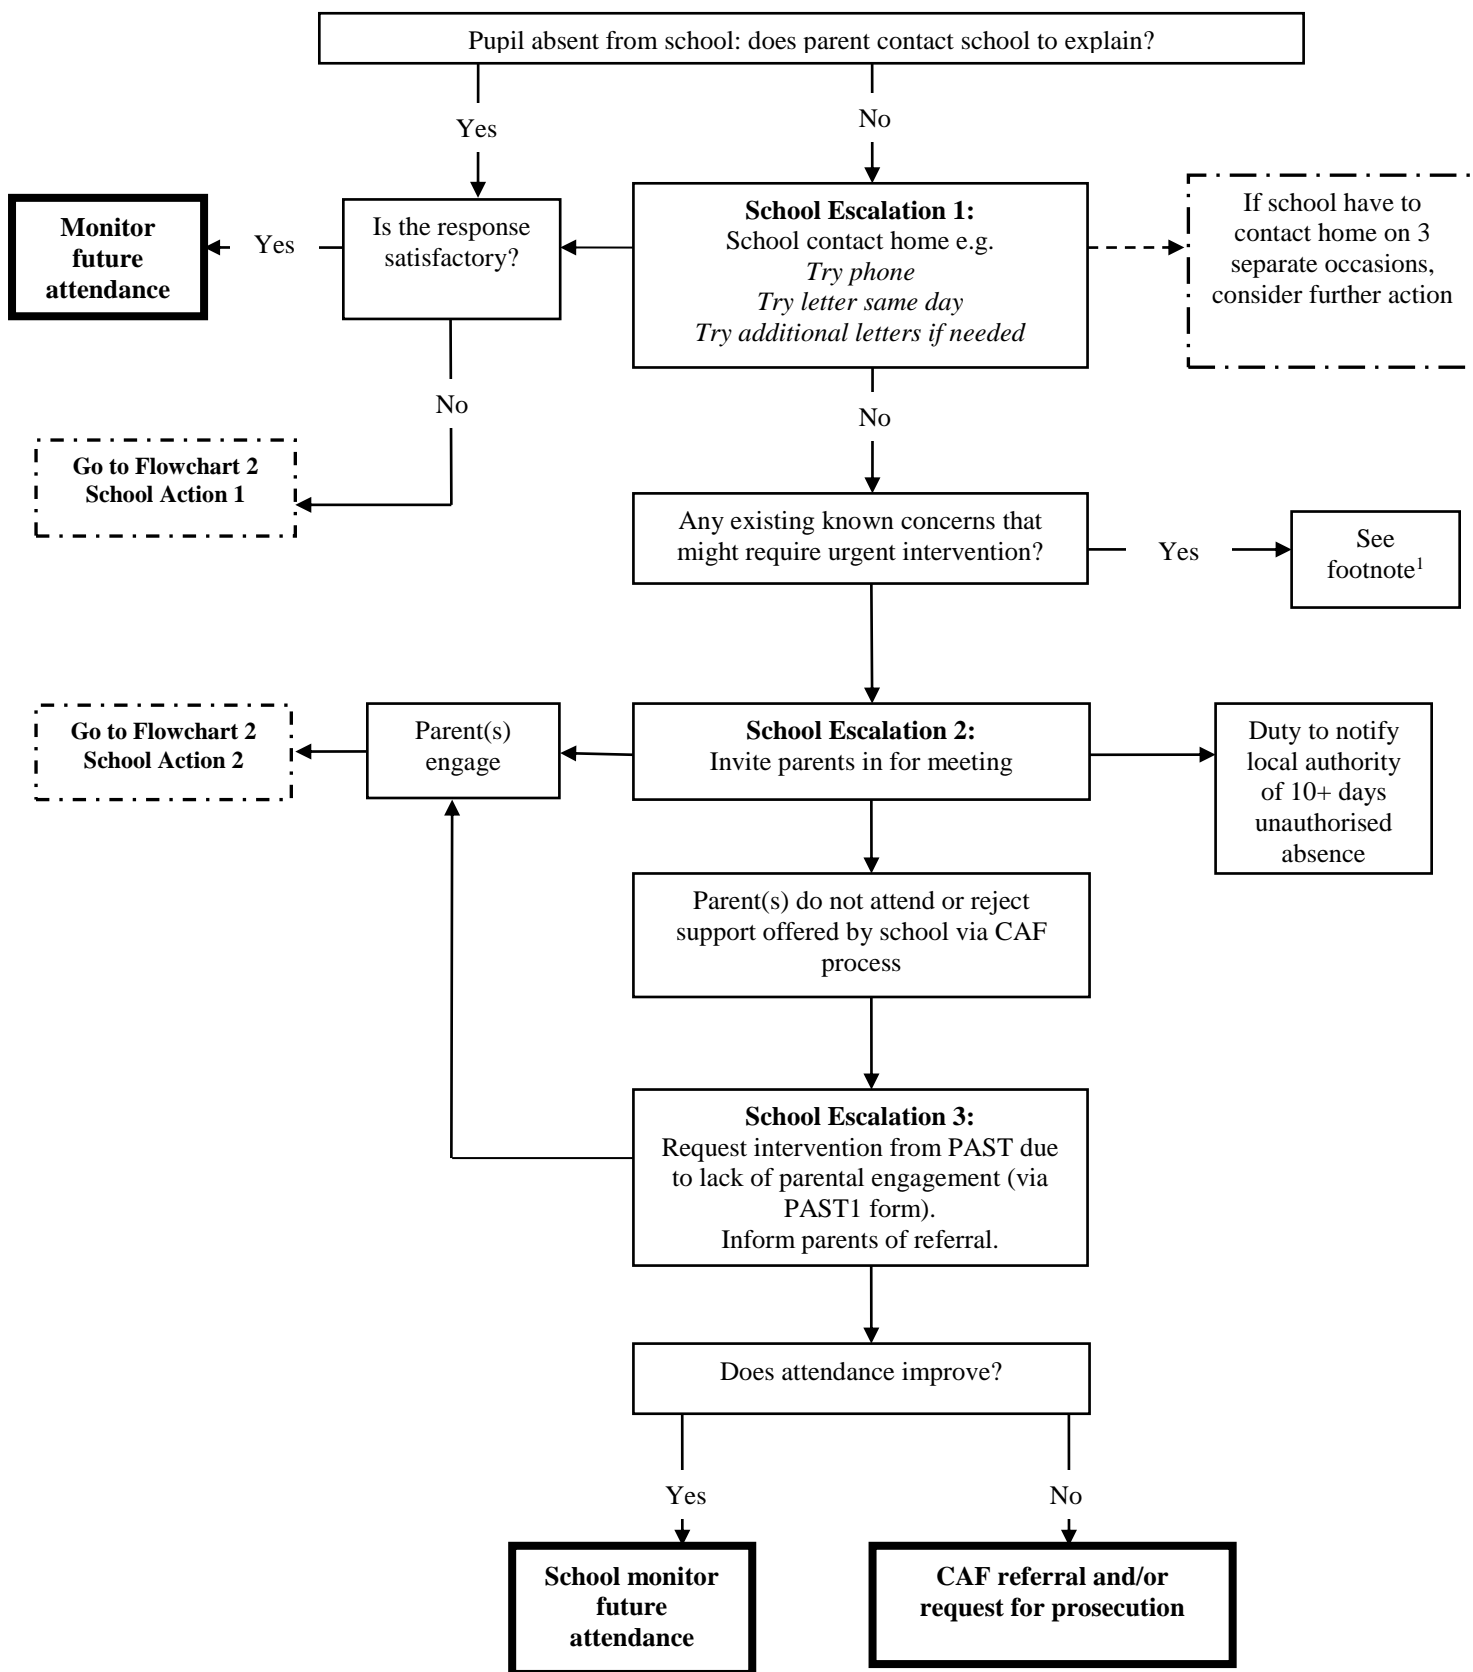 Pupil absent from school: does parent contact school to explain?
Yes
No
Monitor
future
attendance
Yes
Is the response
satisfactory?
School Escalation 1:
School contact home e.g.
Try phone
Try letter same day
Try additional letters if needed
If school have to
contact home on 3
separate occasions,
consider further action
No
No
Go to Flowchart 2
School Action 1
Any existing known concerns that
might require urgent intervention?
Yes
See
footnote¹
Go to Flowchart 2
School Action 2
Parent(s)
engage
School Escalation 2:
Invite parents in for meeting
Duty to notify
local authority
of 10+ days
unauthorised
absence
Parent(s) do not attend or reject
support offered by school via CAF
process
School Escalation 3:
Request intervention from PAST due
to lack of parental engagement (via
PAST1 form).
Inform parents of referral.
Does attendance improve?
Yes
No
School monitor
future
attendance
CAF referral and/or
request for prosecution